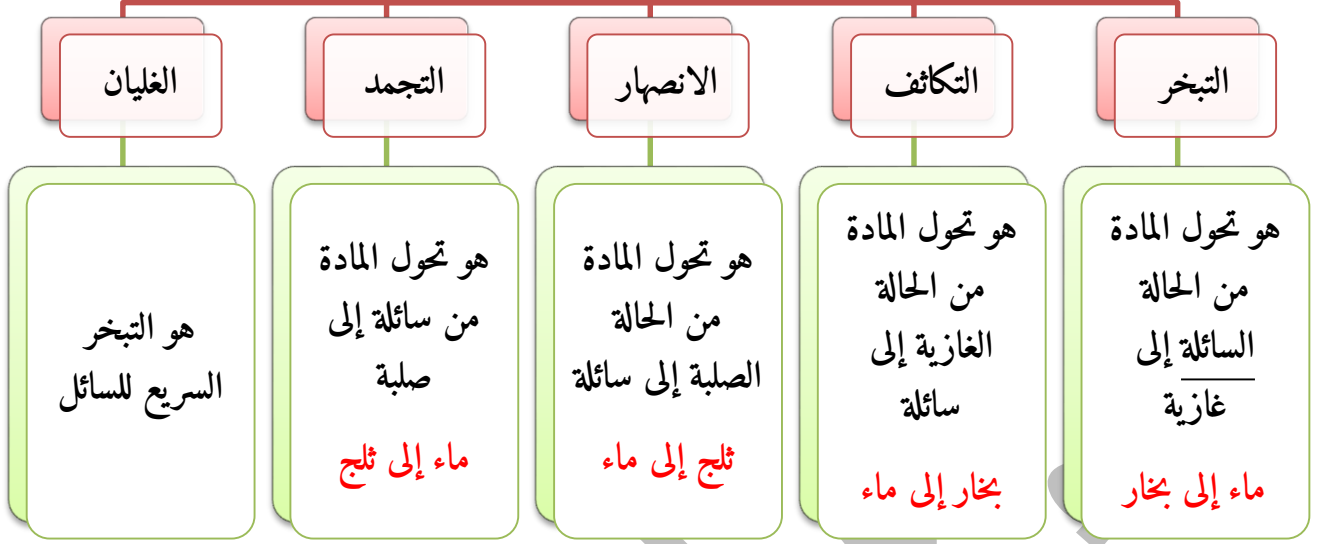 التبخر
هو تحول المادة
من الحالة
السائلة إلى
غازية
ماء إلى بخار
التكاثف
هو تحول المادة
من الحالة
الغازية إلى
سائلة
بخار إلى ماء
الانصهار
هو تحول المادة
من الحالة
الصلبة إلى سائلة
ثلج إلى ماء
التجمد
هو تحول المادة
من سائلة إلى
صلبة
ماء إلى ثلج
الغليان
هو التبخر
السريع للسائل